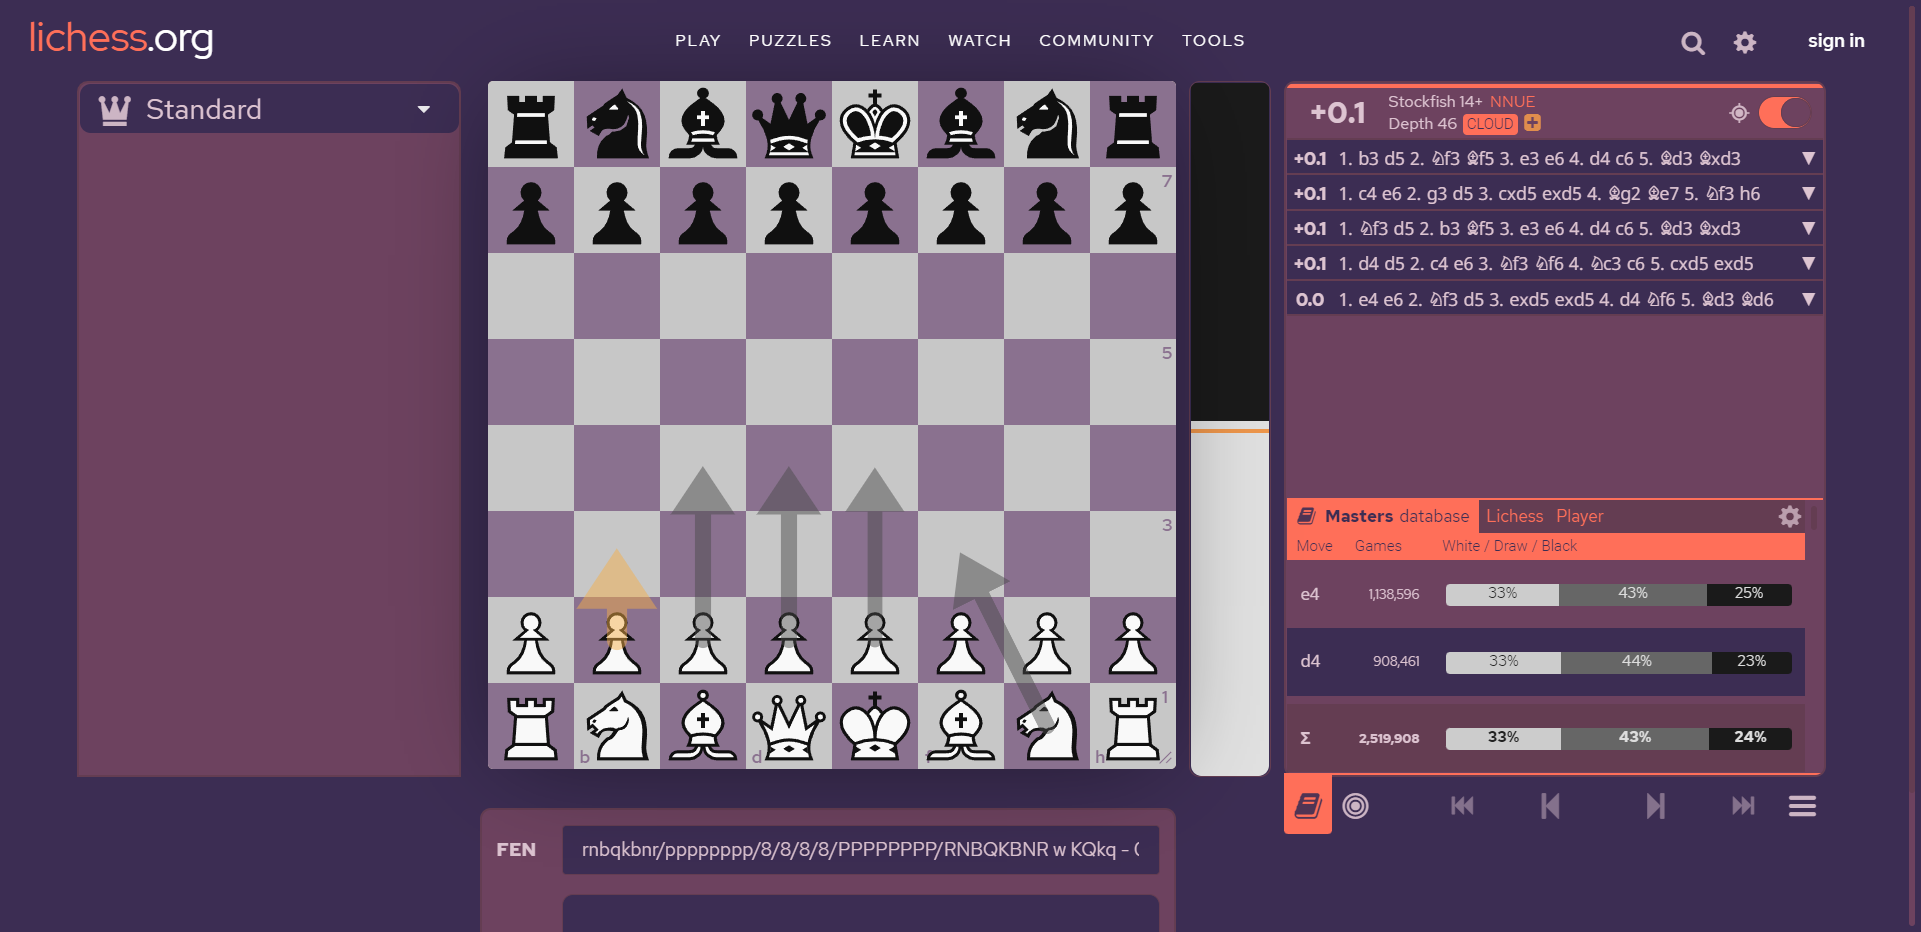 lichess.org
PLAY PUZZLES LEARN WATCH COMMUNITY TOOLS
sign in
Standard
7
5
3
1
b d f h
+0.1
Stockfish 14+ NNUE
Depth 46 CLOUD
+0.1 1. b3 d5 2. ♘f3 ♗f5 3. e3 e6 4. d4 c6 5. ♗d3 ♗xd3
+0.1 1. c4 e6 2. g3 d5 3. cxd5 exd5 4. ♗g2 ♗e7 5. ♘f3 h6
+0.1 1. ♘f3 d5 2. b3 ♗f5 3. e3 e6 4. d4 c6 5. ♗d3 ♗xd3
+0.1 1. d4 d5 2. c4 e6 3. ♘f3 ♘f6 4. ♘c3 c6 5. cxd5 exd5
0.0 1. e4 e6 2. ♘f3 d5 3. exd5 exd5 4. d4 ♘f6 5. ♗d3 ♗d6
Masters database Lichess Player
Move Games White / Draw / Black
e4 1,138,596 33% 43% 25%
d4 908,461 33% 44% 23%
Σ 2,519,908 33% 43% 24%
FEN rnbqkbnr/pppppppp/8/8/8/8/PPPPPPPP/RNBQKBNR w KQkq -